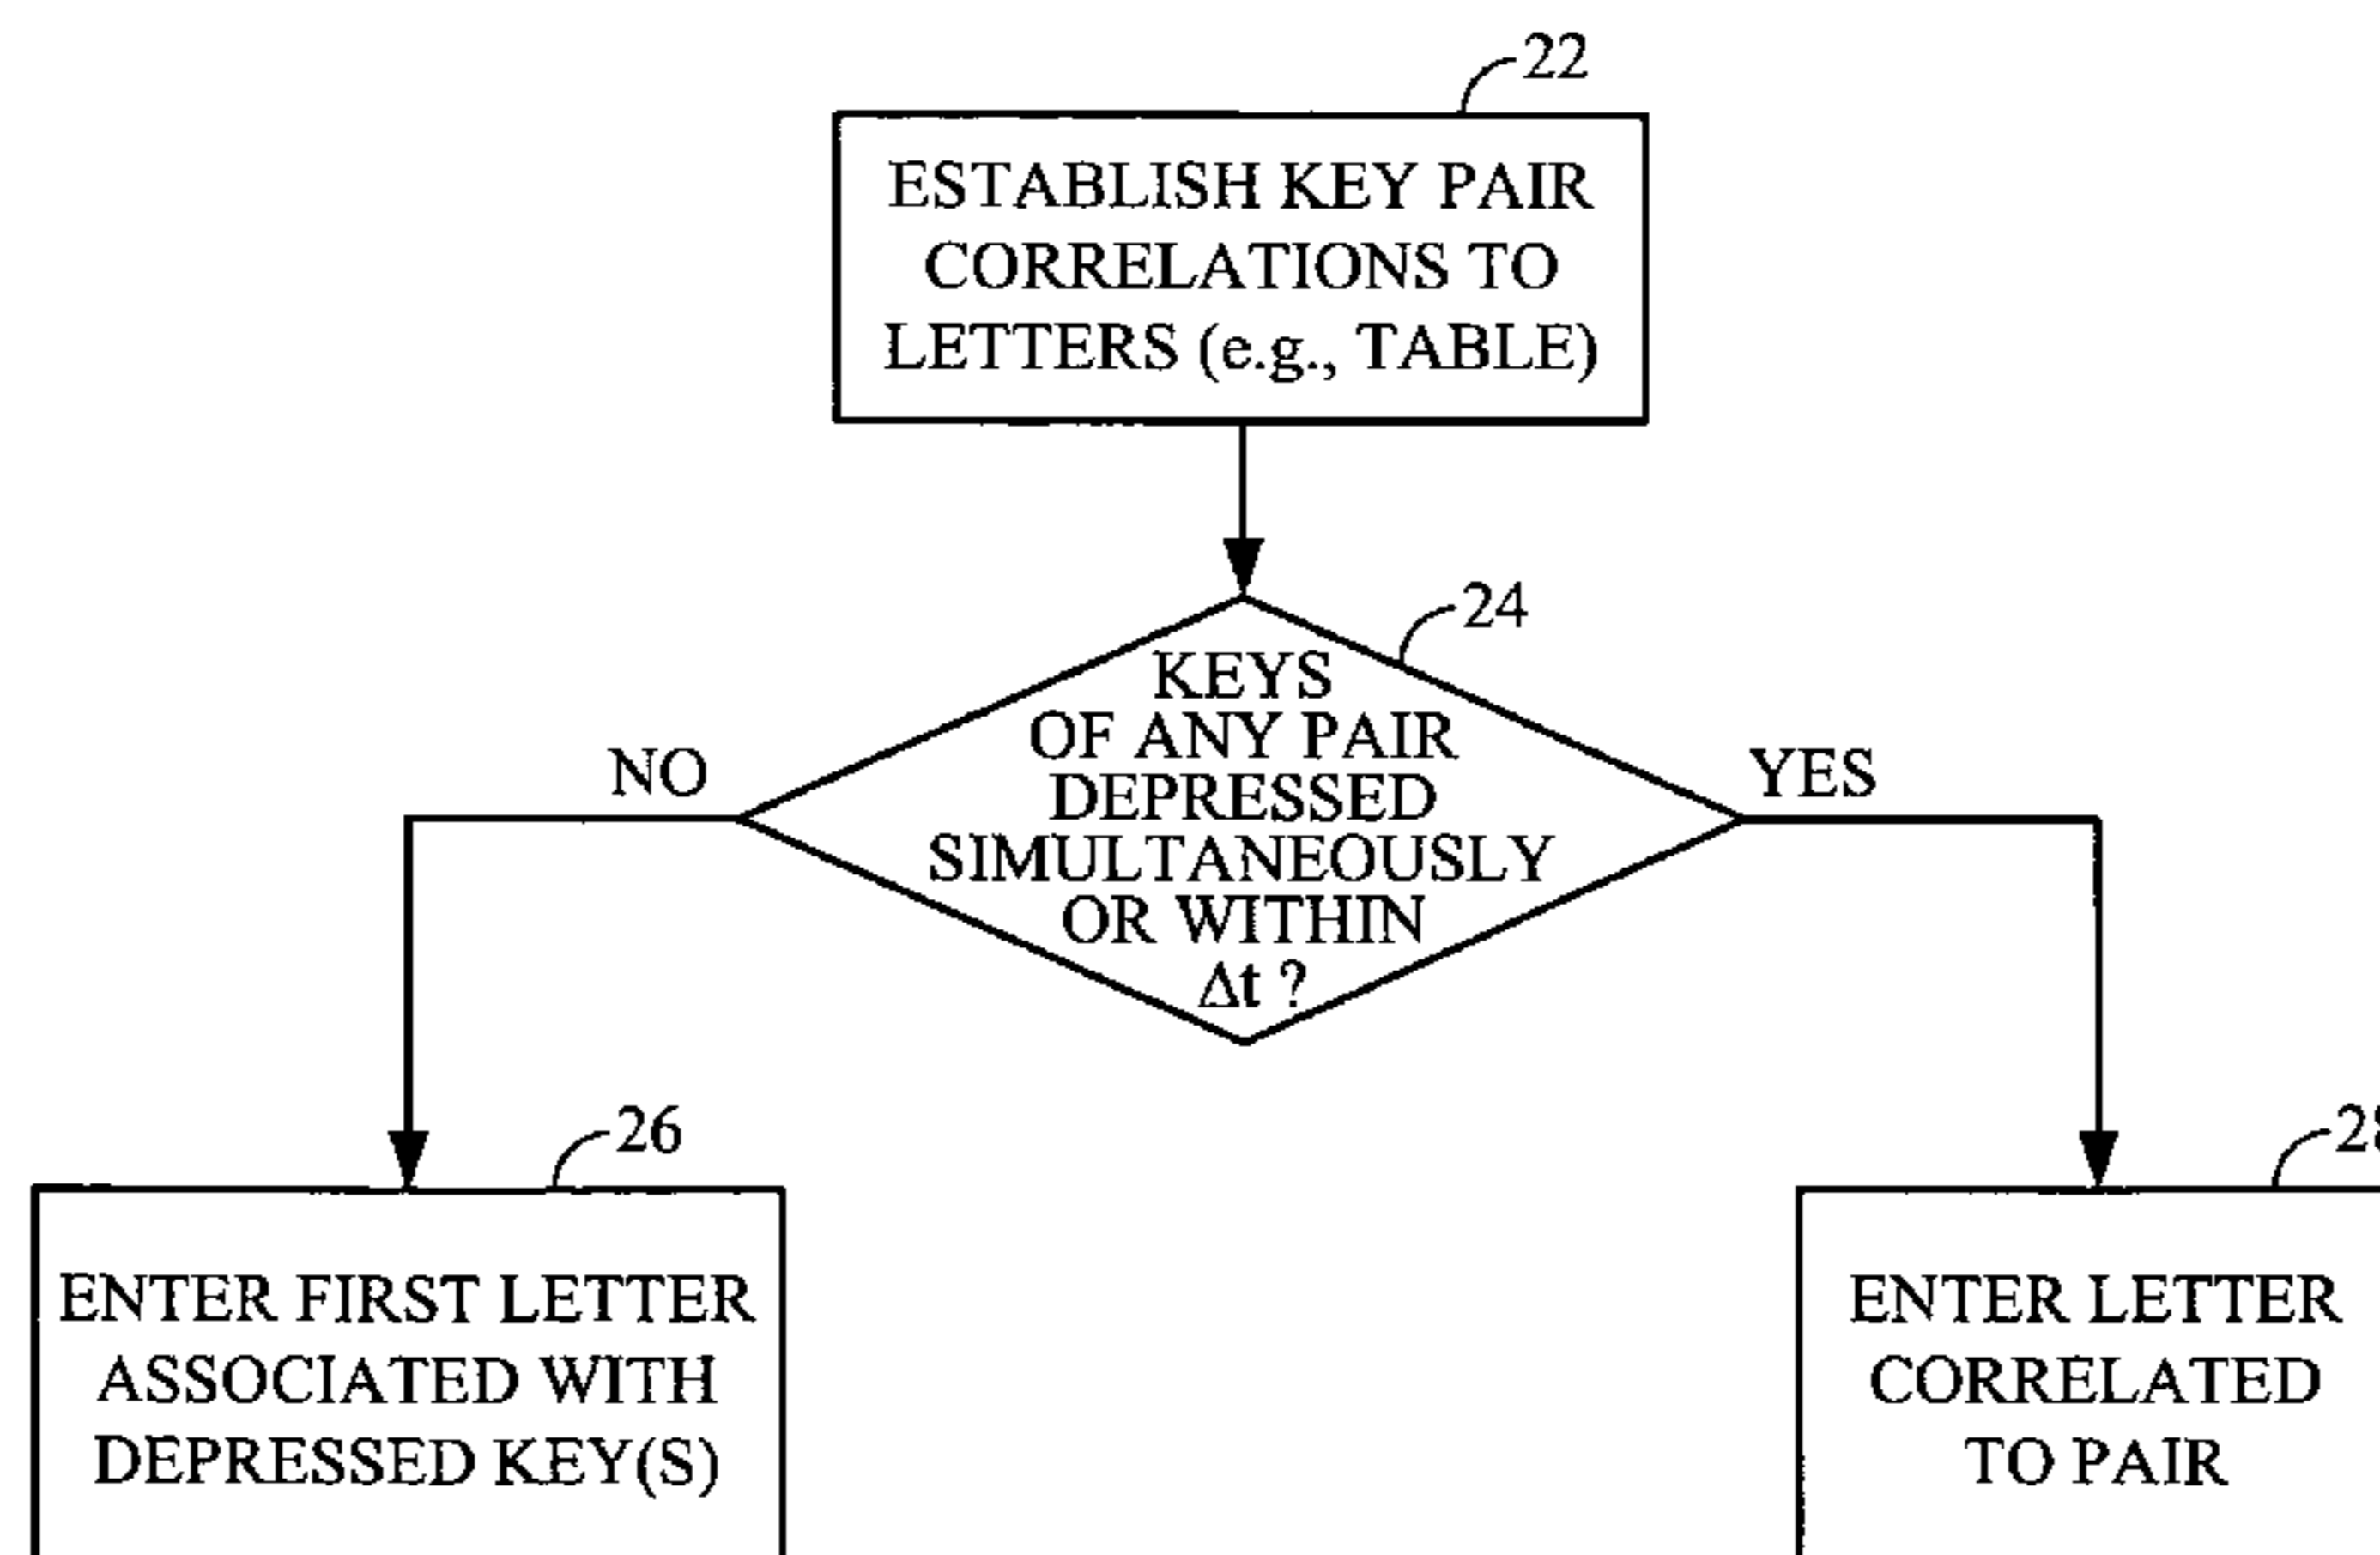 22
ESTABLISH KEY PAIR
CORRELATIONS TO
LETTERS (e.g., TABLE)
24
KEYS
OF ANY PAIR
DEPRESSED
SIMULTANEOUSLY
OR WITHIN
Δt ?
NO
YES
26
ENTER FIRST LETTER
ASSOCIATED WITH
DEPRESSED KEY(S)
28
ENTER LETTER
CORRELATED
TO PAIR